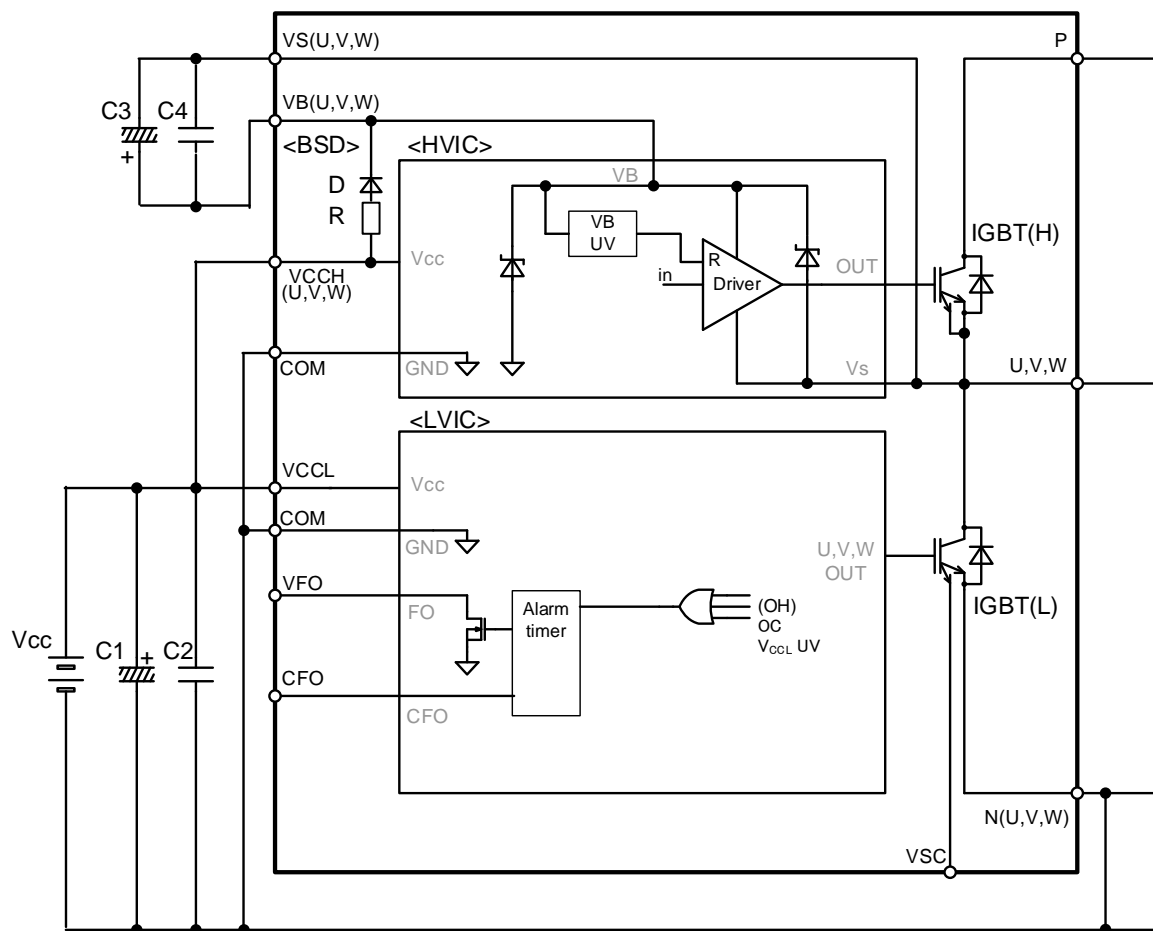 VS(U,V,W)
P
C3
C4
+
VB(U,V,W)
<BSD>
<HVIC>
D
R
VB
VB
UV
Vcc
R
Driver
in
OUT
IGBT(H)
VCCH
(U,V,W)
COM
GND
Vs
U,V,W
<LVIC>
VCCL
Vcc
COM
GND
U,V,W
OUT
VFO
FO
Alarm
timer
(OH)
OC
VCCL UV
IGBT(L)
Vcc
C1
+
C2
CFO
CFO
N(U,V,W)
VSC